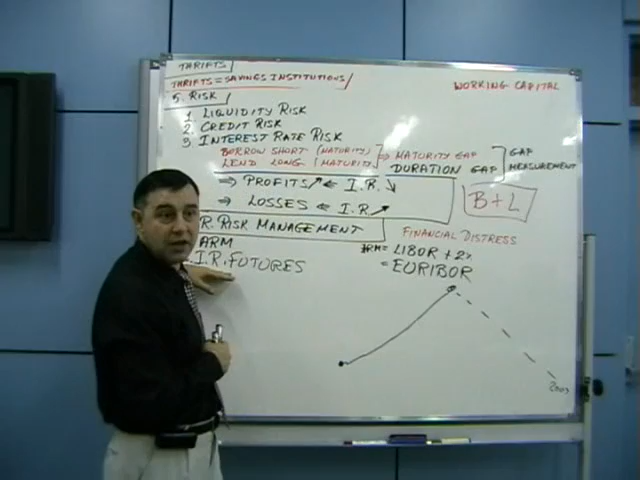 THRIFTS
THRIFTS = SAVINGS INSTITUTIONS
WORKING CAPITAL
5. RISK
1. LIQUIDITY RISK
2. CREDIT RISK
3 INTEREST RATE RISK
BORROW SHORT (MATURITY) ⇒ MATURITY GAP
LEND LONG (MATURITY) DURATION GAP
GAP
MEASUREMENT
⇒ PROFITS ↗ ⇐ I.R. ↘
⇒ LOSSES ⇐ I.R. ↗
B + L
R. RISK MANAGEMENT
FINANCIAL DISTRESS
ARM
ARM = LIBOR + 2%
= EURIBOR
I.R. FUTURES